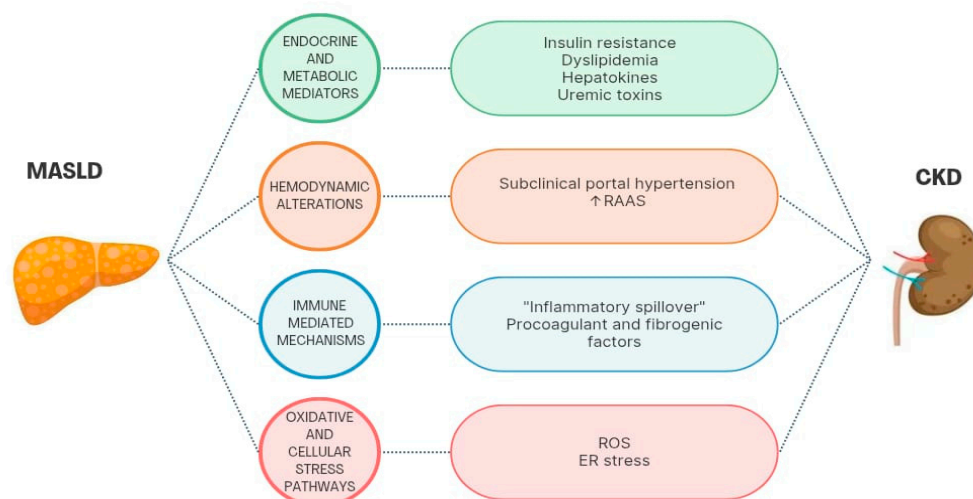 MASLD
ENDOCRINE
AND
METABOLIC
MEDIATORS
Insulin resistance
Dyslipidemia
Hepatokines
Uremic toxins
HEMODYNAMIC
ALTERATIONS
Subclinical portal hypertension
↑RAAS
IMMUNE
MEDIATED
MECHANISMS
"Inflammatory spillover"
Procoagulant and fibrogenic
factors
OXIDATIVE
AND
CELLULAR
STRESS
PATHWAYS
ROS
ER stress
CKD